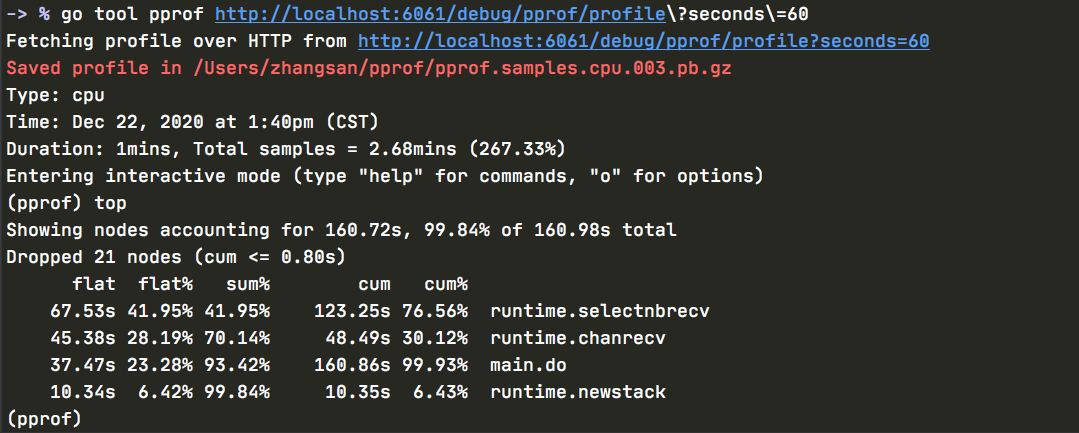 -> % go tool pprof http://localhost:6061/debug/pprof/profile\?seconds\=60
Fetching profile over HTTP from http://localhost:6061/debug/pprof/profile?seconds=60
Saved profile in /Users/zhangsan/pprof/pprof.samples.cpu.003.pb.gz
Type: cpu
Time: Dec 22, 2020 at 1:40pm (CST)
Duration: 1mins, Total samples = 2.68mins (267.33%)
Entering interactive mode (type "help" for commands, "o" for options)
(pprof) top
Showing nodes accounting for 160.72s, 99.84% of 160.98s total
Dropped 21 nodes (cum <= 0.80s)
      flat  flat%   sum%        cum   cum%
    67.53s 41.95% 41.95%    123.25s 76.56%  runtime.selectnbrecv
    45.38s 28.19% 70.14%     48.49s 30.12%  runtime.chanrecv
    37.47s 23.28% 93.42%    160.86s 99.93%  main.do
    10.34s  6.42% 99.84%     10.35s  6.43%  runtime.newstack
(pprof)